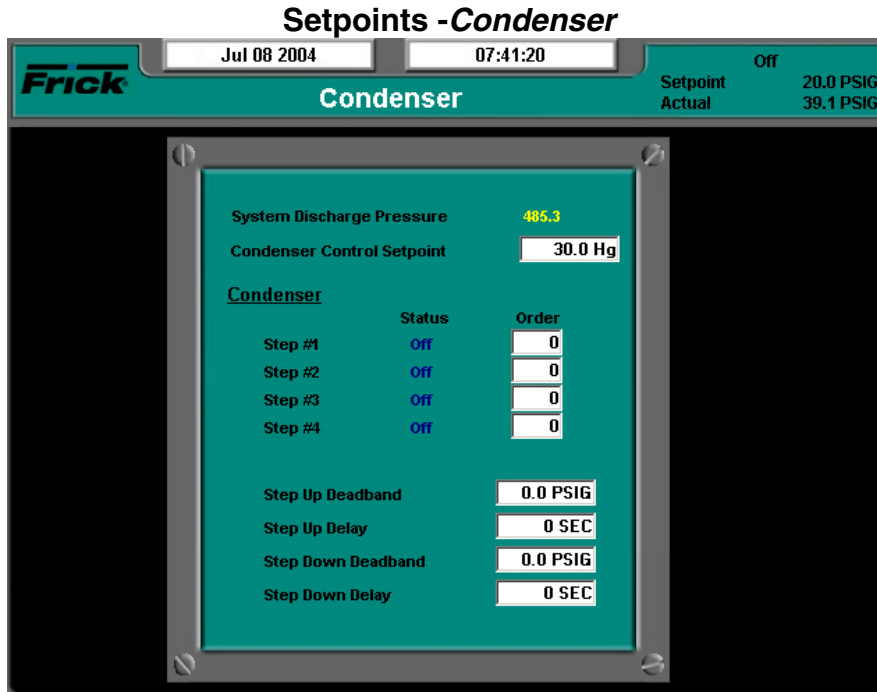 Setpoints -Condenser
Jul 08 2004 07:41:20 Off
Frick Setpoint 20.0 PSIG
Condenser Actual 39.1 PSIG
System Discharge Pressure 485.3
Condenser Control Setpoint 30.0 Hg
Condenser
Status Order
Step #1 Off 0
Step #2 Off 0
Step #3 Off 0
Step #4 Off 0
Step Up Deadband 0.0 PSIG
Step Up Delay 0 SEC
Step Down Deadband 0.0 PSIG
Step Down Delay 0 SEC